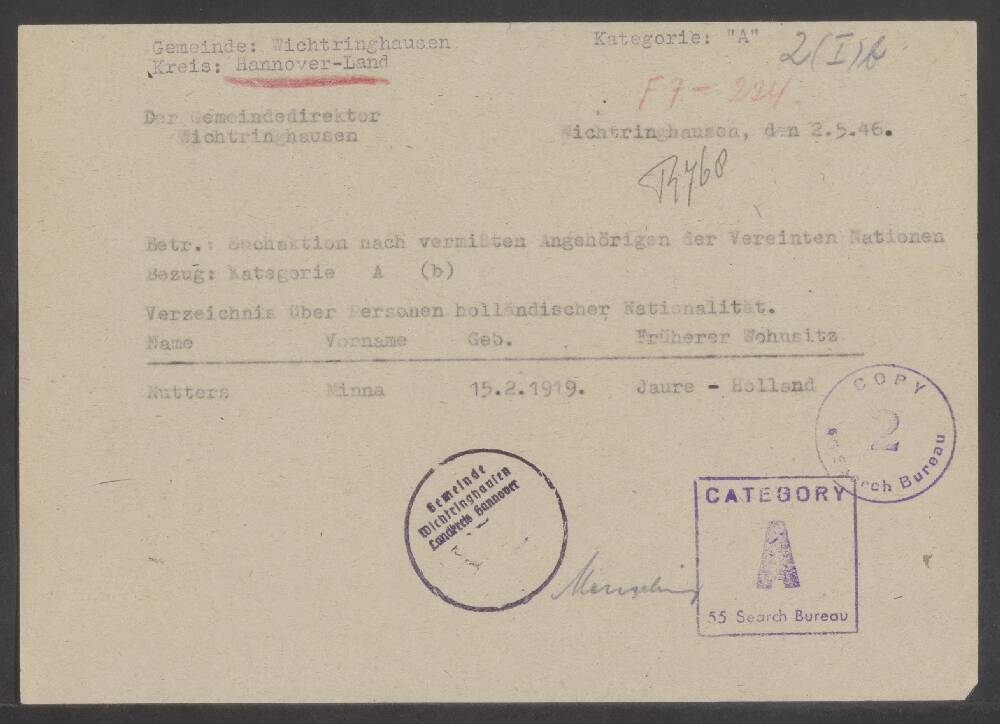 Gemeinde: Wichtringhausen
Kreis: Hannover-Land
Kategorie: "A"
2(I)b
F7-224
Der Gemeindedirektor
Wichtringhausen
Wichtringhausen, den 2.5.46.
Betr.: Suchaktion nach vermißten Angehörigen der Vereinten Nationen
Bezug: Kategorie A (b)
Verzeichnis über Personen holländischer Nationalität.
Name Vorname Geb. Früherer Wohnsitz
Nutters Minna 15.2.1919. Jaure - Holland
COPY
2
Search Bureau
Gemeinde
Wichtringhausen
Landkreis Hannover
CATEGORY
A
55 Search Bureau